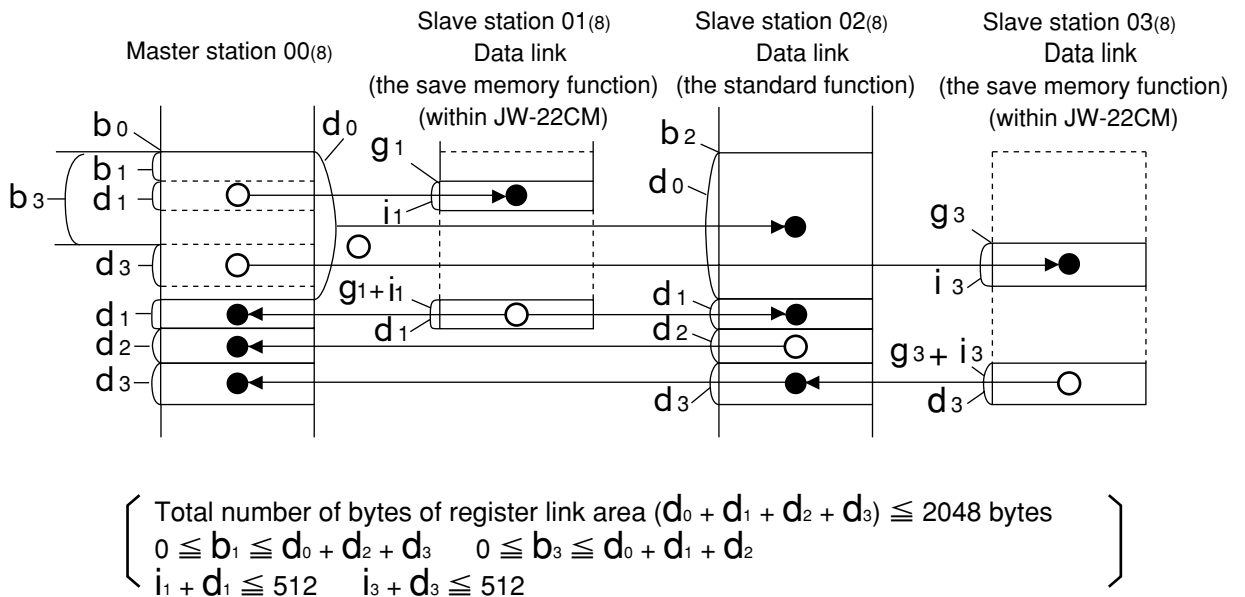 Master station 00(8)
Slave station 01(8)
Data link
(the save memory function)
(within JW-22CM)
Slave station 02(8)
Data link
(the standard function)
Slave station 03(8)
Data link
(the save memory function)
(within JW-22CM)
b0
d0
b1
b3
d1
d3
d1
d2
d3
g1
i1
g1+i1
d1
b2
d0
d1
d2
d3
g3
i3
g3 + i3
d3
Total number of bytes of register link area (d0 + d1 + d2 + d3) ≦ 2048 bytes
0 ≦ b1 ≦ d0 + d2 + d3 0 ≦ b3 ≦ d0 + d1 + d2
i1 + d1 ≦ 512 i3 + d3 ≦ 512